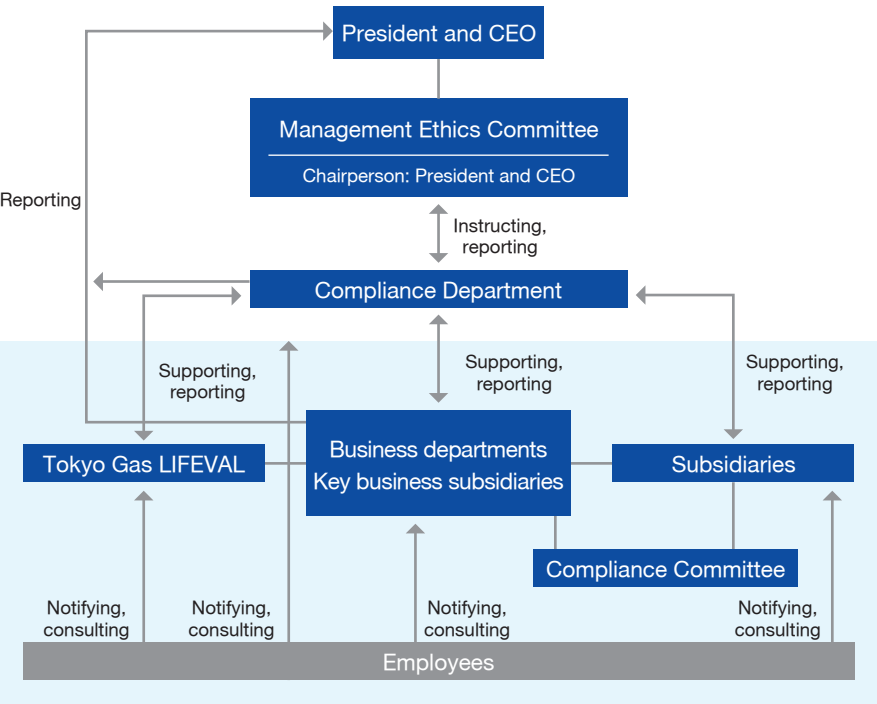 President and CEO
Management Ethics Committee
Chairperson: President and CEO
Reporting
Instructing,
reporting
Compliance Department
Supporting,
reporting
Supporting,
reporting
Supporting,
reporting
Tokyo Gas LIFEVAL
Business departments
Key business subsidiaries
Subsidiaries
Compliance Committee
Notifying,
consulting
Notifying,
consulting
Notifying,
consulting
Notifying,
consulting
Employees